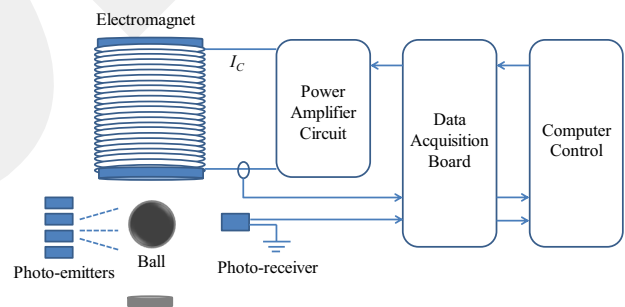 Electromagnet
I_C
Power
Amplifier
Circuit
Data
Acquisition
Board
Computer
Control
Photo-emitters
Ball
Photo-receiver